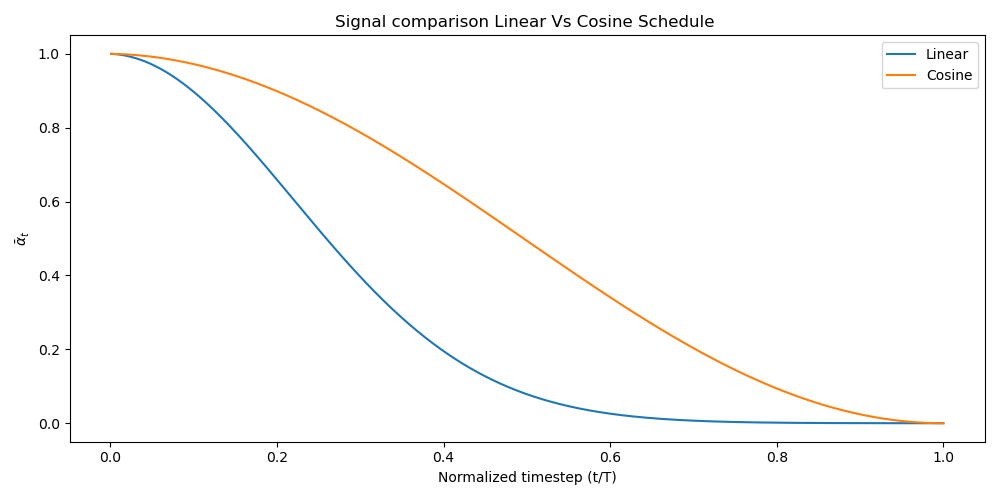 Signal comparison Linear Vs Cosine Schedule
Linear
Cosine
1.0
0.8
0.6
0.4
0.2
0.0
ᾱₜ
0.0 0.2 0.4 0.6 0.8 1.0
Normalized timestep (t/T)